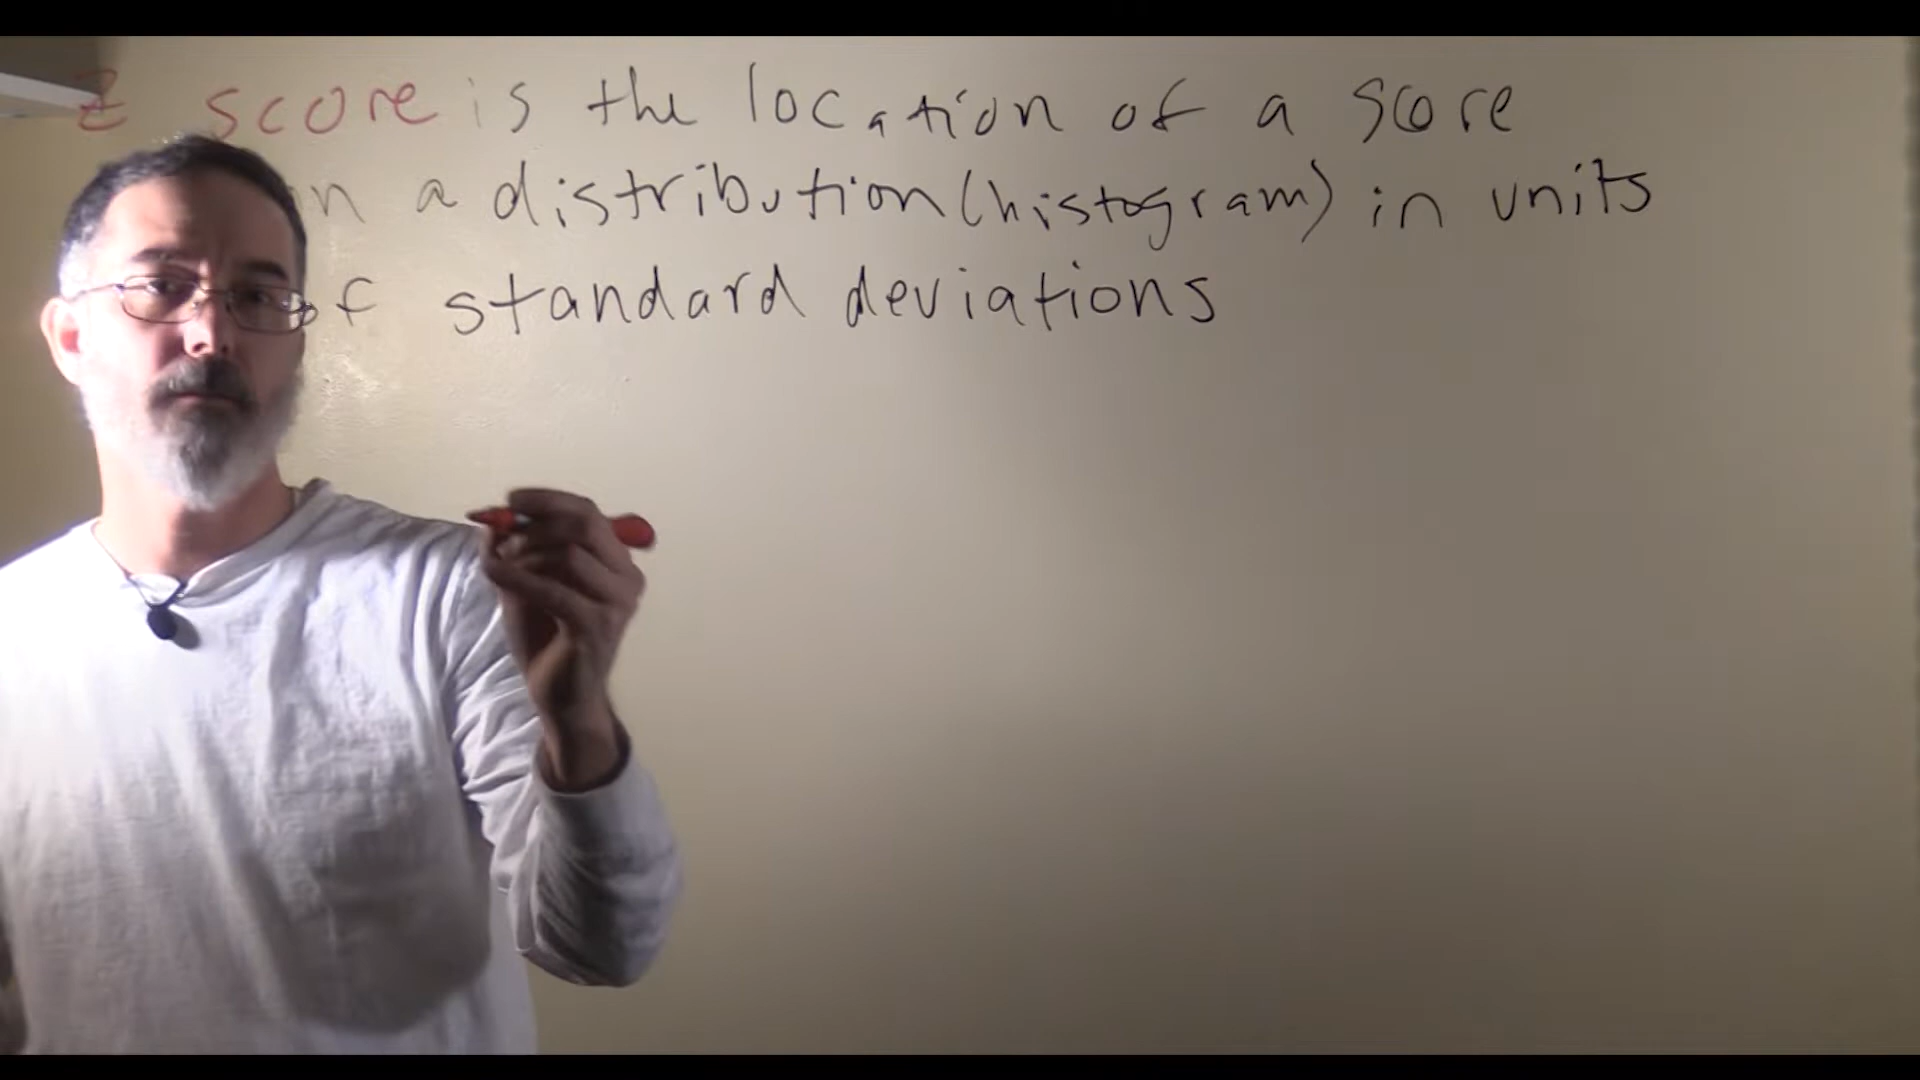 Z score is the location of a score
in a distribution (histogram) in units
of standard deviations